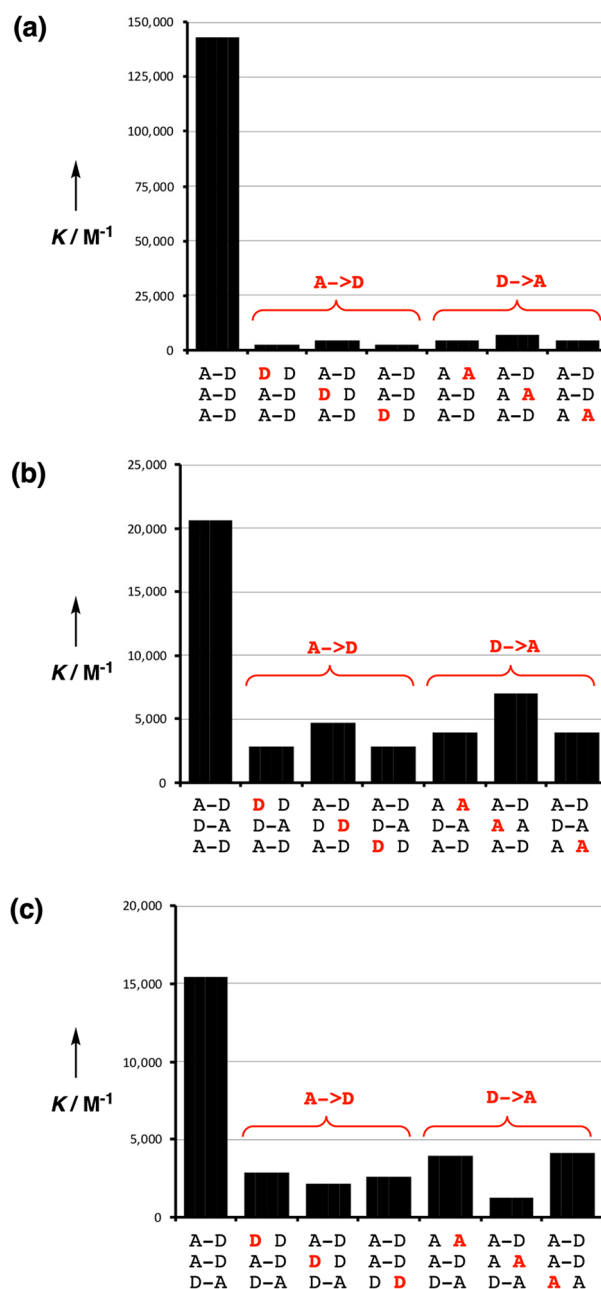 (a)
150,000
125,000
100,000
75,000
50,000
25,000
0
K / M-1
A->D
D->A
A-D D D A-D A-D A A A-D A-D
A-D A-D D D A-D A-D A A A-D
A-D A-D A-D D D A-D A-D A A
(b)
25,000
20,000
15,000
10,000
5,000
0
K / M-1
A->D
D->A
A-D D D A-D A-D A A A-D A-D
D-A D-A D D D-A D-A A A D-A
A-D A-D A-D D D A-D A-D A A
(c)
20,000
15,000
10,000
5,000
0
K / M-1
A->D
D->A
A-D D D A-D A-D A A A-D A-D
A-D A-D D D A-D A-D A A A-D
D-A D-A D-A D D D-A D-A A A